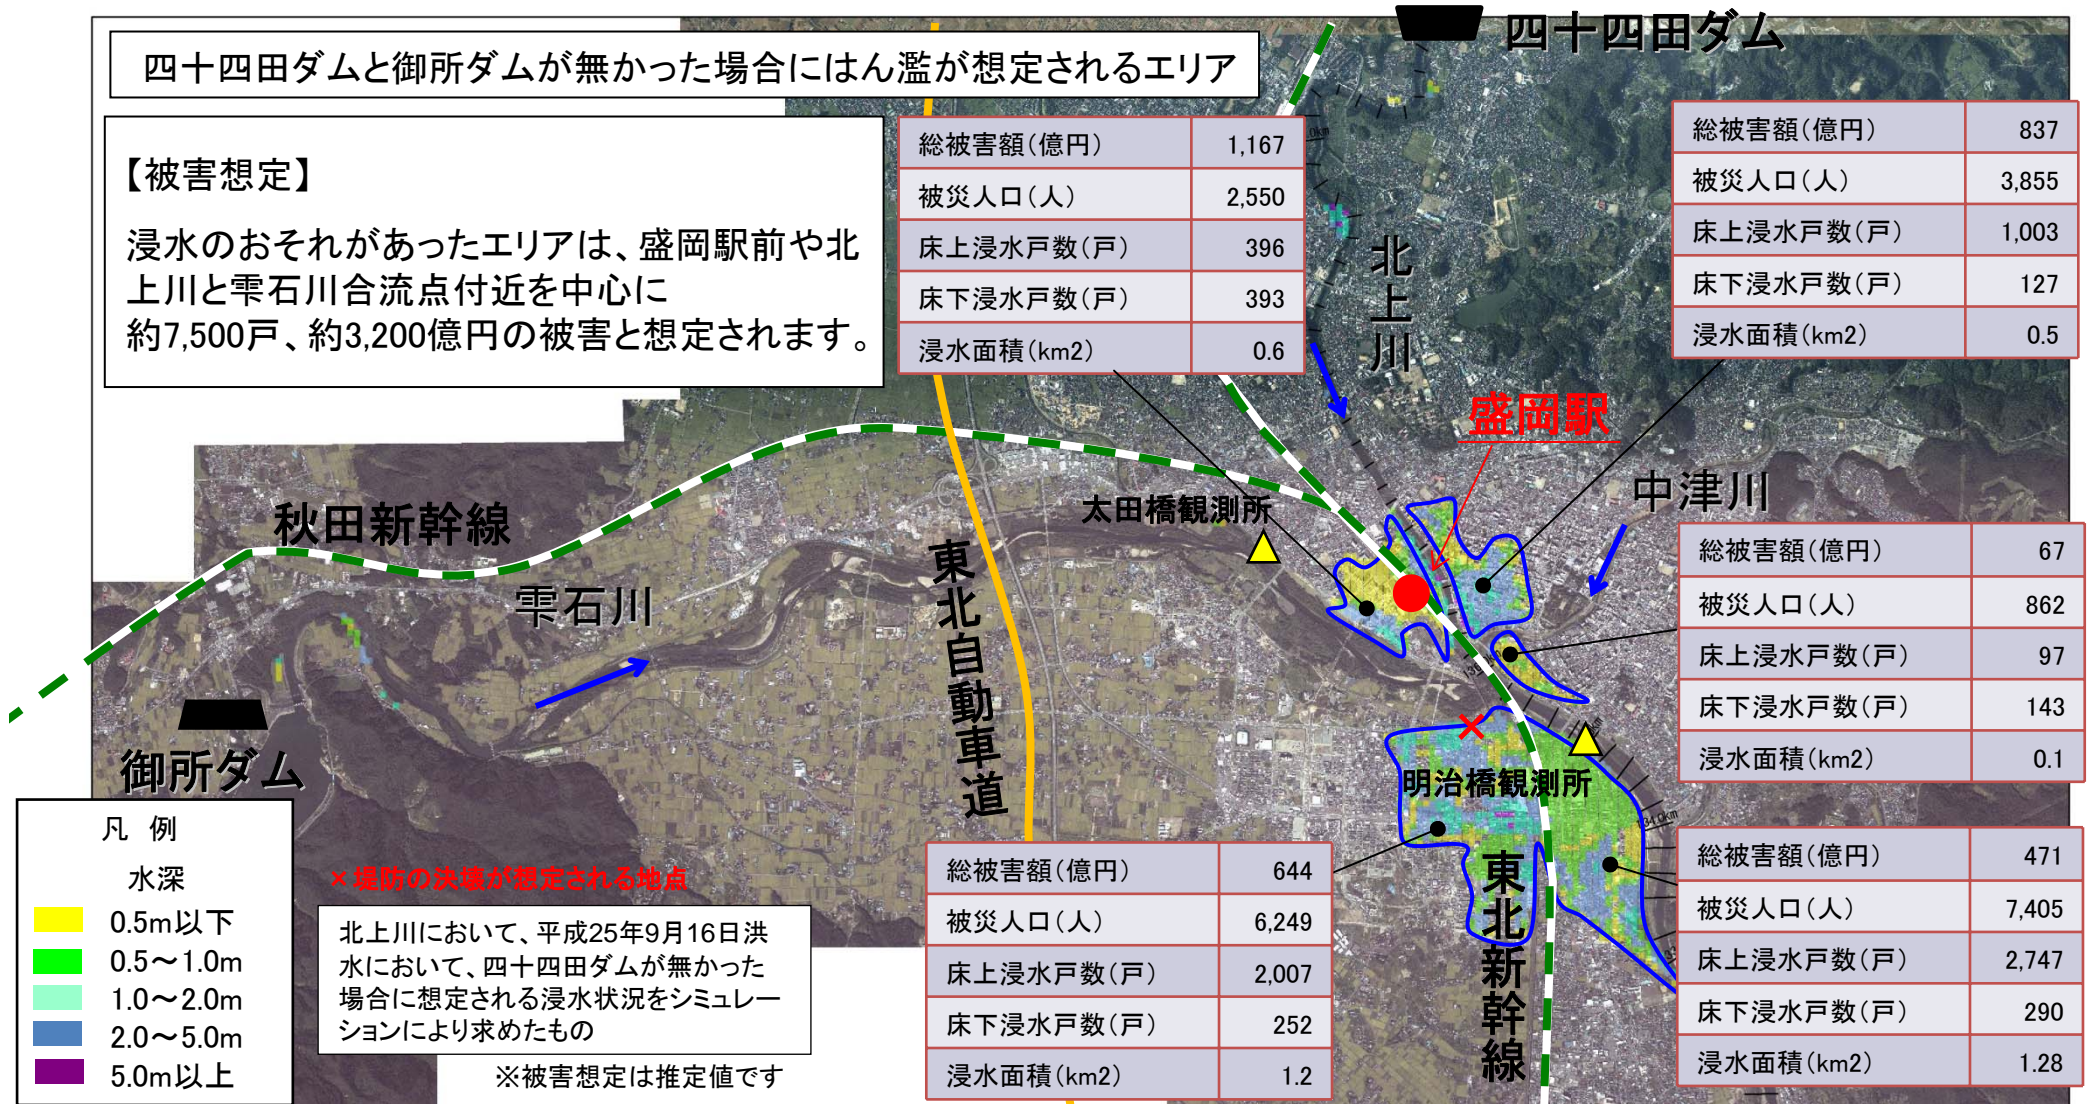 四十四田ダムと御所ダムが無かった場合にはん濫が想定されるエリア
四十四田ダム
【被害想定】
浸水のおそれがあったエリアは、盛岡駅前や北
上川と雫石川合流点付近を中心に
約7,500戸、約3,200億円の被害と想定されます。
総被害額(億円) 1,167
被災人口(人) 2,550
床上浸水戸数(戸) 396
床下浸水戸数(戸) 393
浸水面積(km2) 0.6
総被害額(億円) 837
被災人口(人) 3,855
床上浸水戸数(戸) 1,003
床下浸水戸数(戸) 127
浸水面積(km2) 0.5
北上川
盛岡駅
中津川
太田橋観測所
秋田新幹線
雫石川
東北自動車道
御所ダム
総被害額(億円) 67
被災人口(人) 862
床上浸水戸数(戸) 97
床下浸水戸数(戸) 143
浸水面積(km2) 0.1
明治橋観測所
134.0km
東北新幹線
総被害額(億円) 644
被災人口(人) 6,249
床上浸水戸数(戸) 2,007
床下浸水戸数(戸) 252
浸水面積(km2) 1.2
総被害額(億円) 471
被災人口(人) 7,405
床上浸水戸数(戸) 2,747
床下浸水戸数(戸) 290
浸水面積(km2) 1.28
凡 例
水深
0.5m以下
0.5～1.0m
1.0～2.0m
2.0～5.0m
5.0m以上
×堤防の決壊が想定される地点
北上川において、平成25年9月16日洪
水において、四十四田ダムが無かった
場合に想定される浸水状況をシミュレー
ションにより求めたもの
※被害想定は推定値です